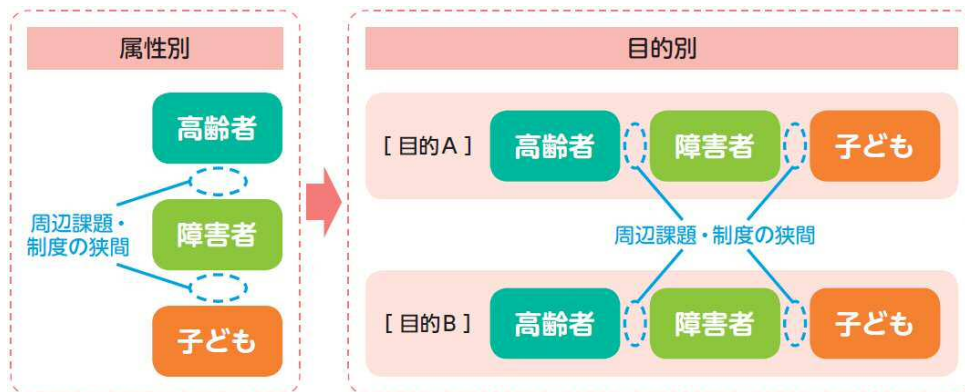 属性別
高齢者
周辺課題・
制度の狭間
障害者
子ども
目的別
[ 目的A ]
高齢者
障害者
子ども
周辺課題・制度の狭間
[ 目的B ]
高齢者
障害者
子ども